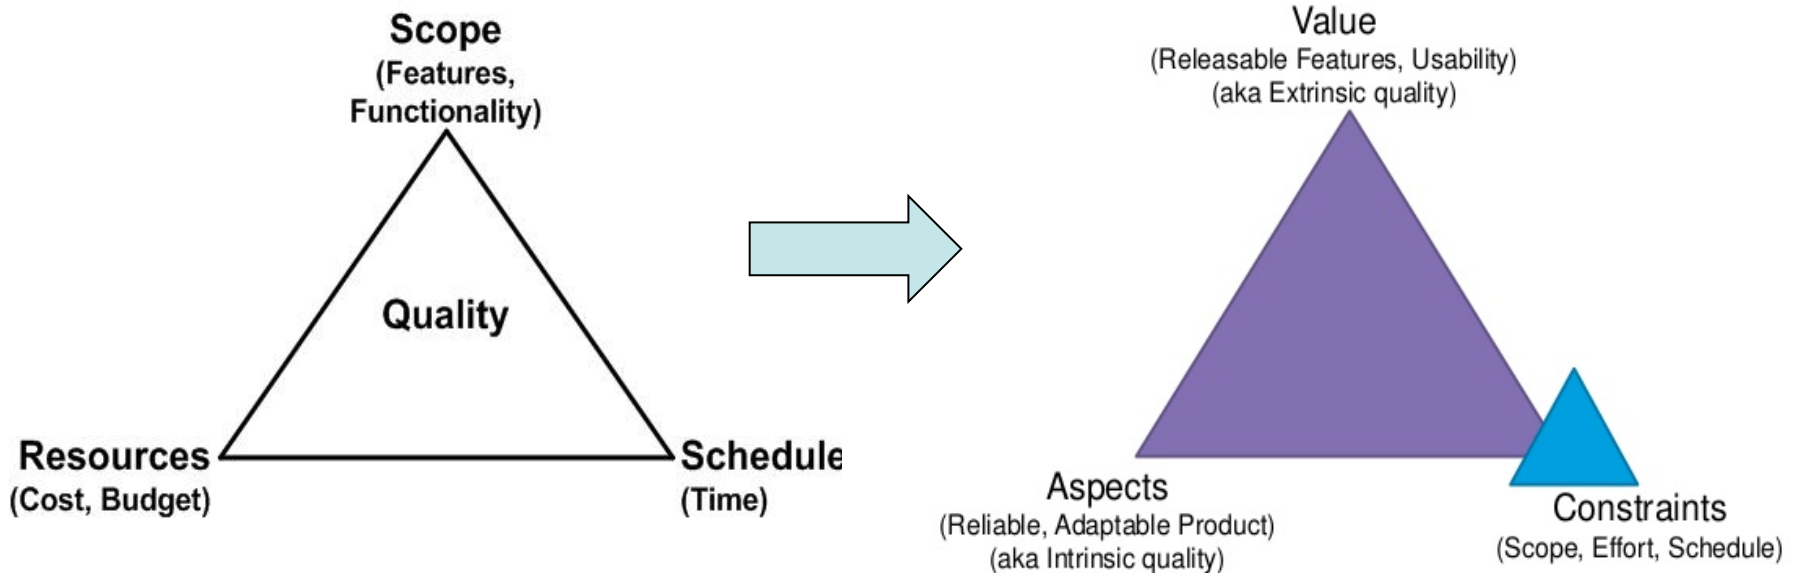 Scope
(Features,
Functionality)
Quality
Resources
(Cost, Budget)
Schedule
(Time)
Value
(Releasable Features, Usability)
(aka Extrinsic quality)
Aspects
(Reliable, Adaptable Product)
(aka Intrinsic quality)
Constraints
(Scope, Effort, Schedule)